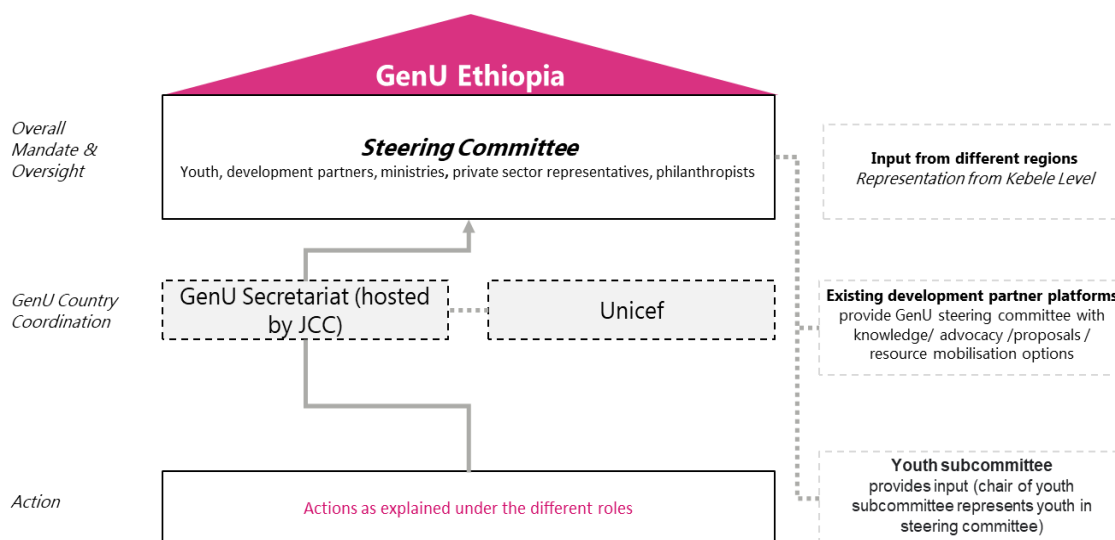 GenU Ethiopia
Overall
Mandate &
Oversight
Steering Committee
Youth, development partners, ministries, private sector representatives, philanthropists
Input from different regions
Representation from Kebele Level
GenU Country
Coordination
GenU Secretariat (hosted
by JCC)
Unicef
Existing development partner platforms
provide GenU steering committee with
knowledge/ advocacy /proposals /
resource mobilisation options
Action
Actions as explained under the different roles
Youth subcommittee
provides input (chair of youth
subcommittee represents youth in
steering committee)